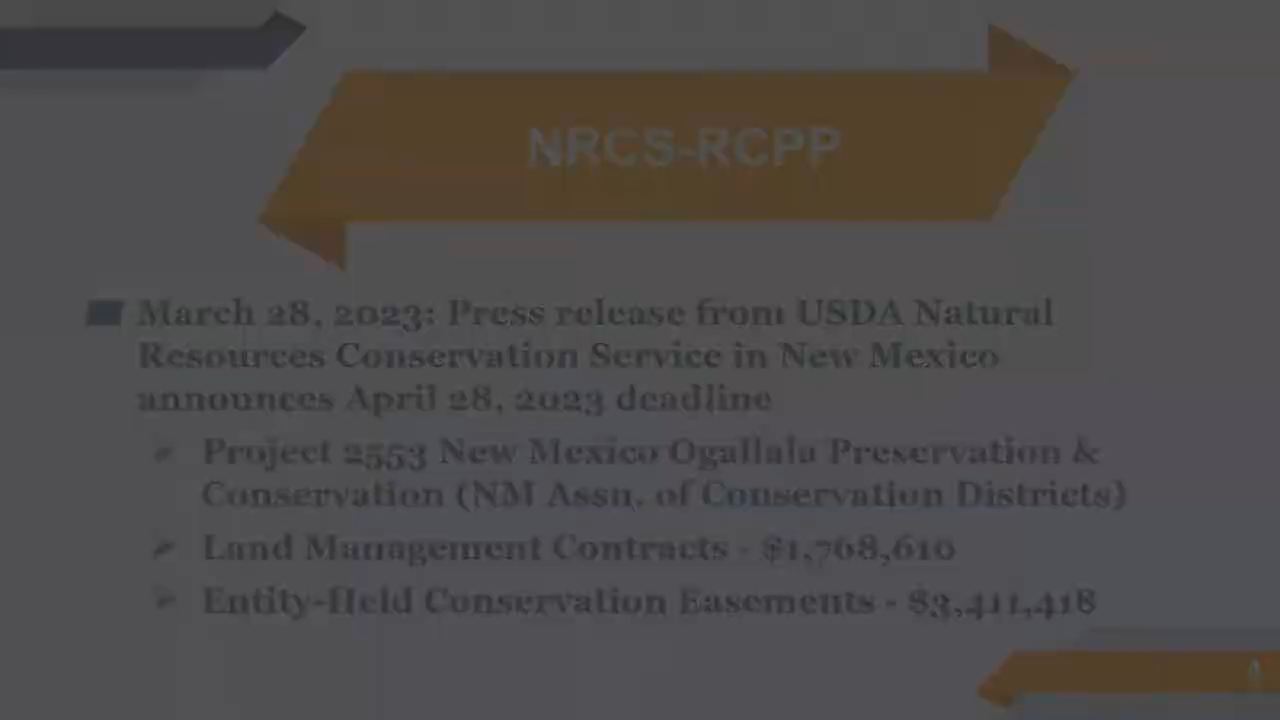 NRCS-RCPP
March 28, 2023: Press release from USDA Natural
Resources Conservation Service in New Mexico
announces April 28, 2023 deadline
Project 2553 New Mexico Ogallala Preservation &
Conservation (NM Assn. of Conservation Districts)
Land Management Contracts - $1,768,610
Entity-Held Conservation Easements - $3,411,418